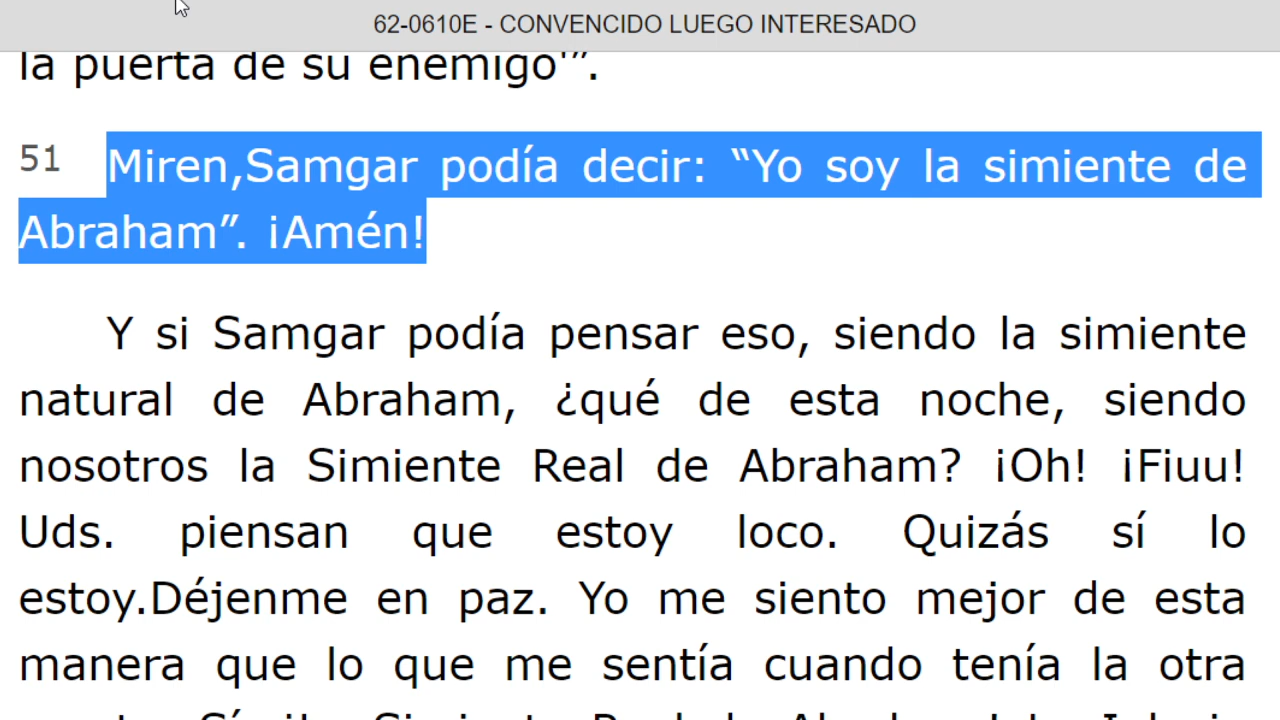 62-0610E - CONVENCIDO LUEGO INTERESADO
la puerta de su enemigo'”.
51 Miren,Samgar podía decir: “Yo soy la simiente de
Abraham”. ¡Amén!
Y si Samgar podía pensar eso, siendo la simiente
natural de Abraham, ¿qué de esta noche, siendo
nosotros la Simiente Real de Abraham? ¡Oh! ¡Fiuu!
Uds. piensan que estoy loco. Quizás sí lo
estoy.Déjenme en paz. Yo me siento mejor de esta
manera que lo que me sentía cuando tenía la otra